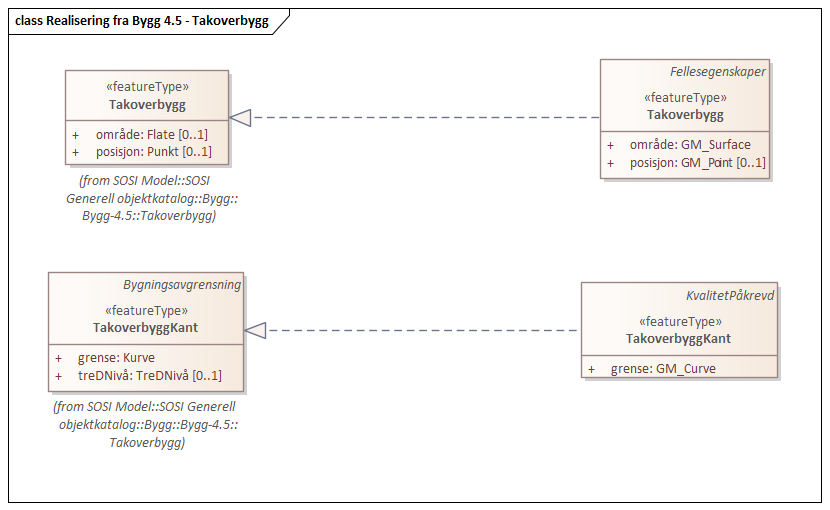 class Realisering fra Bygg 4.5 - Takoverbygg
«featureType»
Takoverbygg
+ område: Flate [0..1]
+ posisjon: Punkt [0..1]
(from SOSI Model::SOSI
Generell objektkatalog::Bygg::
Bygg-4.5::Takoverbygg)
Fellesegenskaper
«featureType»
Takoverbygg
+ område: GM_Surface
+ posisjon: GM_Point [0..1]
Bygningsavgrensning
«featureType»
TakoverbyggKant
+ grense: Kurve
+ treDNivå: TreDNivå [0..1]
(from SOSI Model::SOSI Generell
objektkatalog::Bygg::Bygg-4.5::
Takoverbygg)
KvalitetPåkrevd
«featureType»
TakoverbyggKant
+ grense: GM_Curve